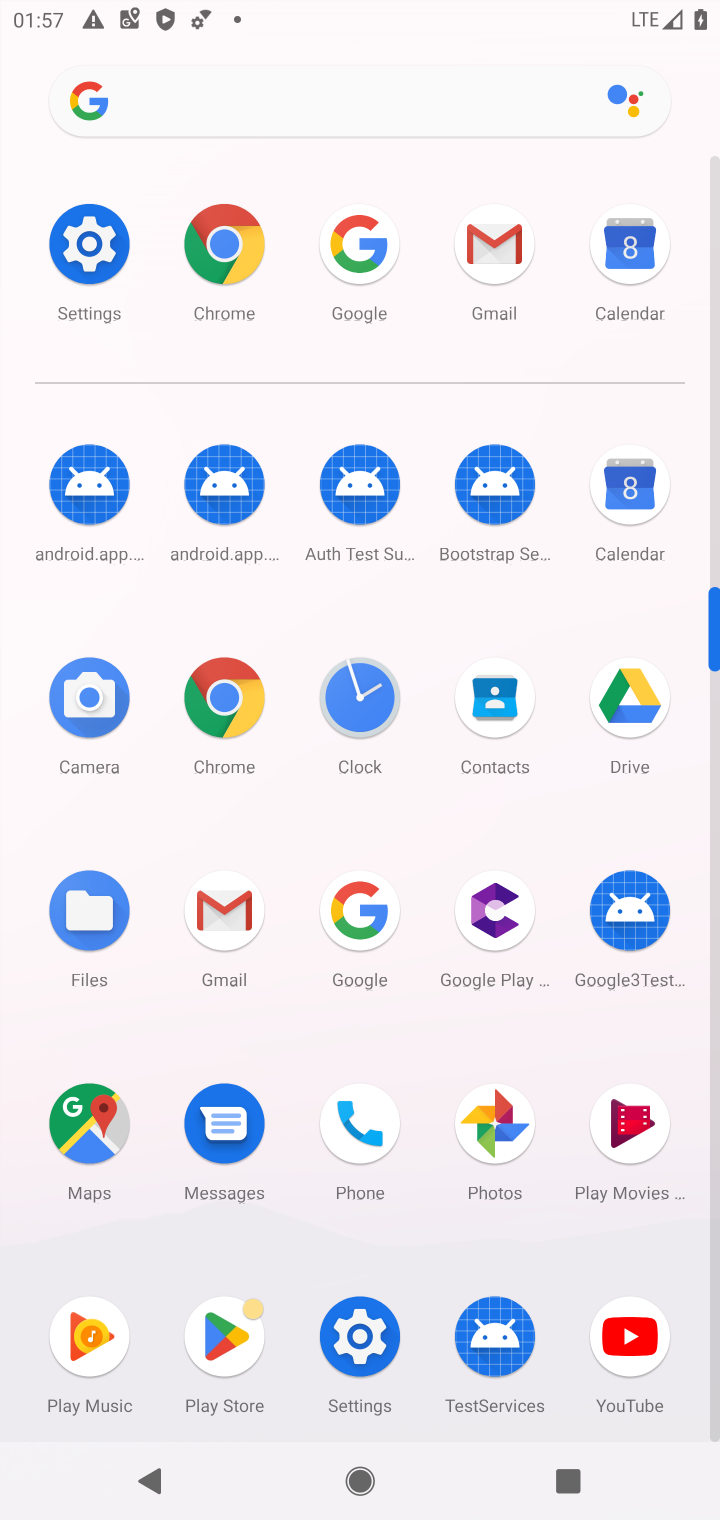 01:57 LTE
Settings Chrome Google Gmail Calendar
android.app.... android.app.... Auth Test Su... Bootstrap Se... Calendar
Camera Chrome Clock Contacts Drive
Files Gmail Google Google Play ... Google3Test...
Maps Messages Phone Photos Play Movies ...
Play Music Play Store Settings TestServices YouTube